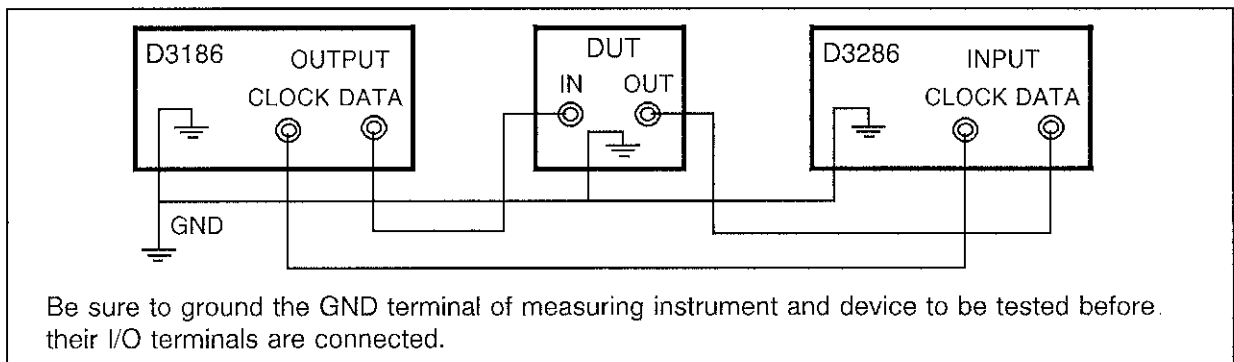 D3186
OUTPUT
CLOCK DATA
DUT
IN OUT
D3286
INPUT
CLOCK DATA
GND
Be sure to ground the GND terminal of measuring instrument and device to be tested before.
their I/O terminals are connected.